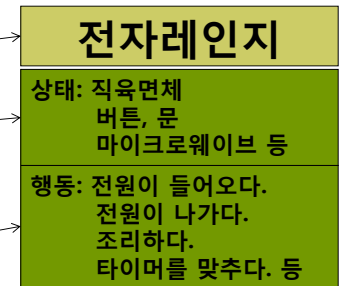 전자레인지
상태: 직육면체
버튼, 문
마이크로웨이브 등
행동: 전원이 들어오다.
전원이 나가다.
조리하다.
타이머를 맞추다. 등